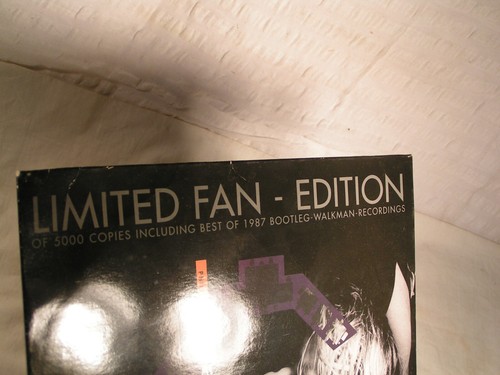 LIMITED FAN - EDITION
OF 5000 COPIES INCLUDING BEST OF 1987 BOOTLEG-WALKMAN-RECORDINGS